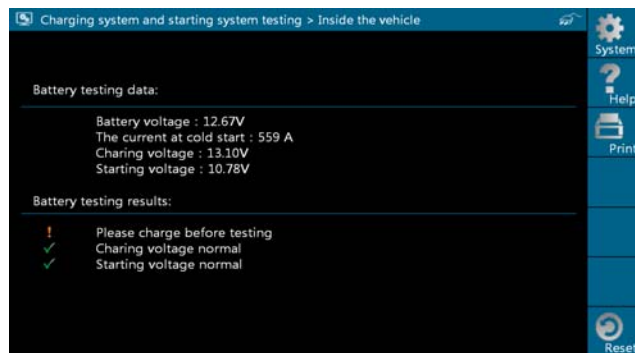 Charging system and starting system testing > Inside the vehicle
System
Help
Print
Battery testing data:
Battery voltage : 12.67V
The current at cold start : 559 A
Charing voltage : 13.10V
Starting voltage : 10.78V
Battery testing results:
! Please charge before testing
✓ Charing voltage normal
✓ Starting voltage normal
Reset